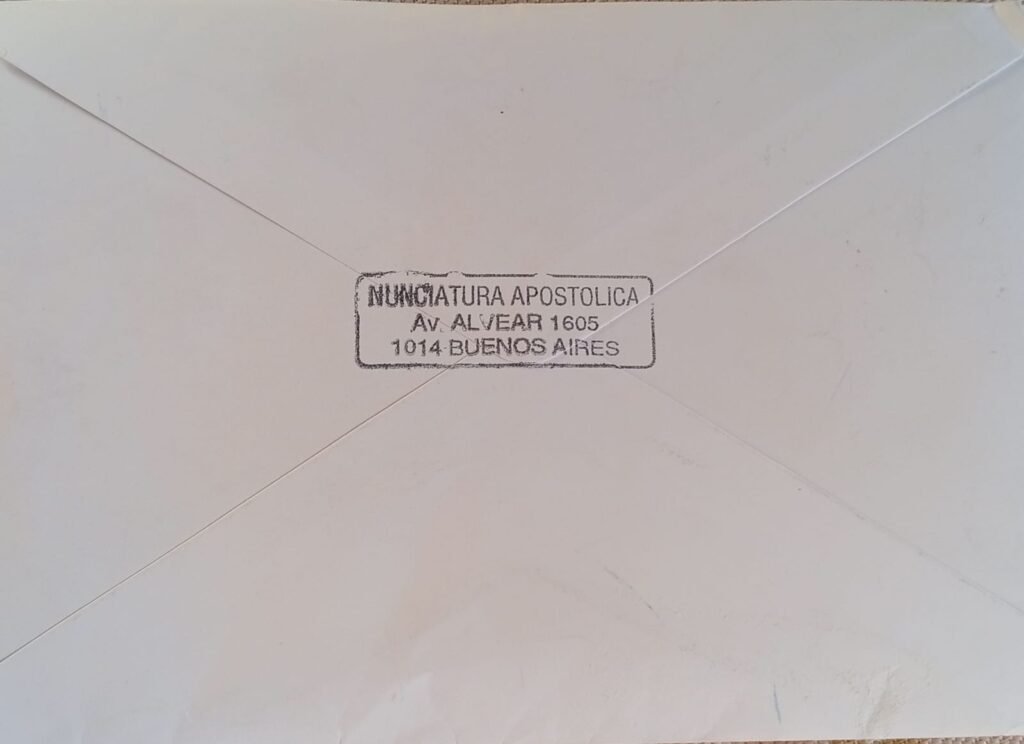 NUNCIATURA APOSTOLICA
Av. ALVEAR 1605
1014 BUENOS AIRES